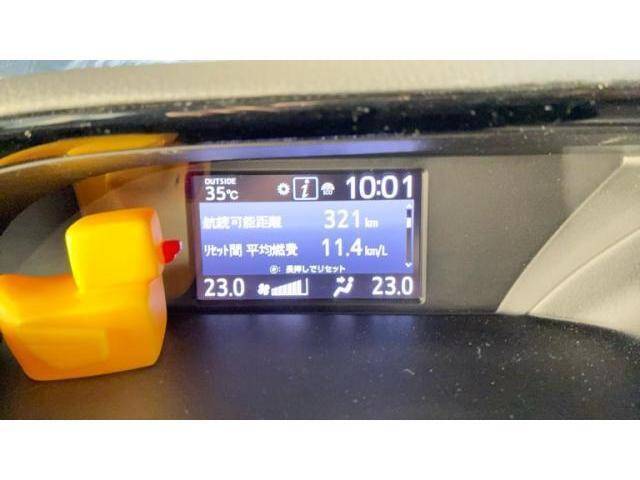 OUTSIDE
35℃ i 100 10:01
航続可能距離 321 km
リセット間 平均燃費 11.4 km/L
: 長押しでリセット
23.0 23.0